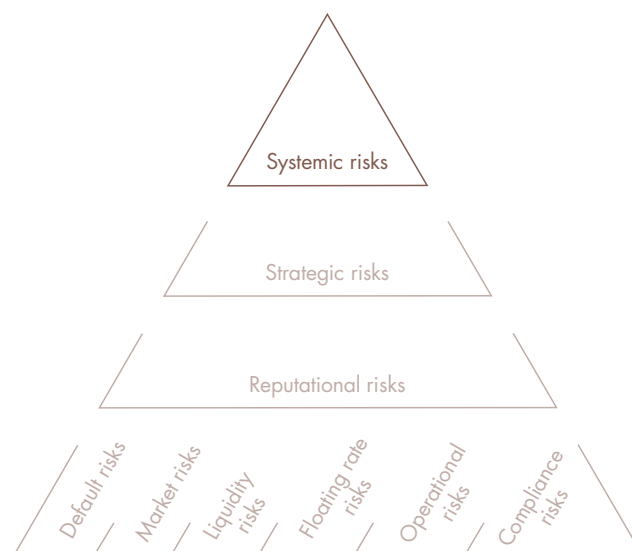 Systemic risks
Strategic risks
Reputational risks
Default risks
Market risks
Liquidity
risks
Floating rate
risks
Operational
risks
Compliance
risks